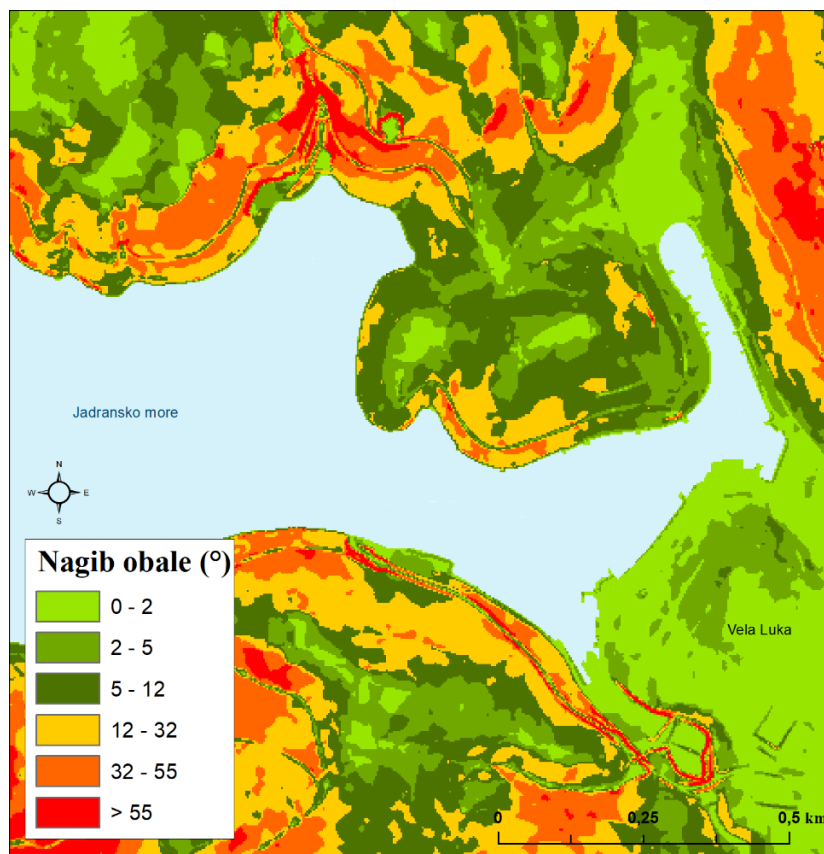 Jadransko more
N
W E
S
Nagib obale (°)
0 - 2
2 - 5
5 - 12
12 - 32
32 - 55
> 55
Vela Luka
0 0,25 0,5 km